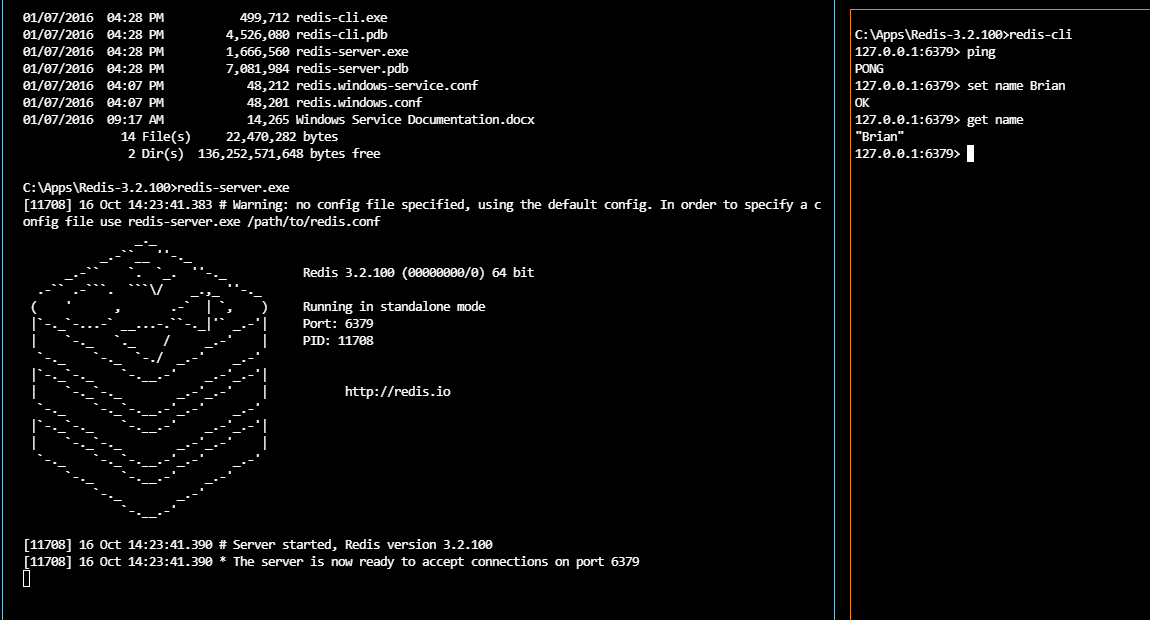 01/07/2016  04:28 PM           499,712 redis-cli.exe
01/07/2016  04:28 PM         4,526,080 redis-cli.pdb
01/07/2016  04:28 PM         1,666,560 redis-server.exe
01/07/2016  04:28 PM         7,081,984 redis-server.pdb
01/07/2016  04:07 PM            48,212 redis.windows-service.conf
01/07/2016  04:07 PM            48,201 redis.windows.conf
01/07/2016  09:17 AM            14,265 Windows Service Documentation.docx
14 File(s)     22,470,282 bytes
2 Dir(s)  136,252,571,648 bytes free
C:\Apps\Redis-3.2.100>redis-server.exe
[11708] 16 Oct 14:23:41.383 # Warning: no config file specified, using the default config. In order to specify a c
onfig file use redis-server.exe /path/to/redis.conf
Redis 3.2.100 (00000000/0) 64 bit
Running in standalone mode
Port: 6379
PID: 11708
http://redis.io
[11708] 16 Oct 14:23:41.390 # Server started, Redis version 3.2.100
[11708] 16 Oct 14:23:41.390 * The server is now ready to accept connections on port 6379
C:\Apps\Redis-3.2.100>redis-cli
127.0.0.1:6379> ping
PONG
127.0.0.1:6379> set name Brian
OK
127.0.0.1:6379> get name
"Brian"
127.0.0.1:6379>